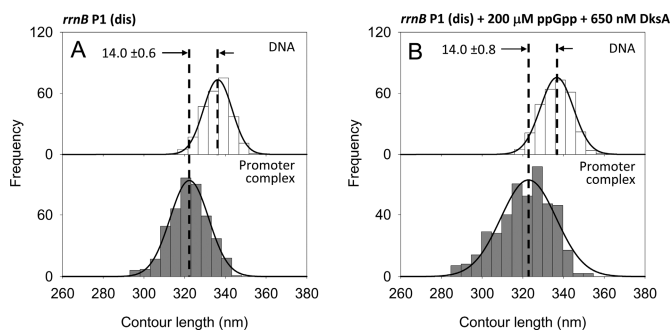 rrnB P1 (dis)
120
A
14.0 ±0.6
DNA
60
0
Frequency
Promoter
complex
60
0
260 280 300 320 340 360 380
Contour length (nm)
rrnB P1 (dis) + 200 µM ppGpp + 650 nM DksA
120
B
14.0 ±0.8
DNA
60
0
Frequency
Promoter
complex
40
0
260 280 300 320 340 360 380
Contour length (nm)